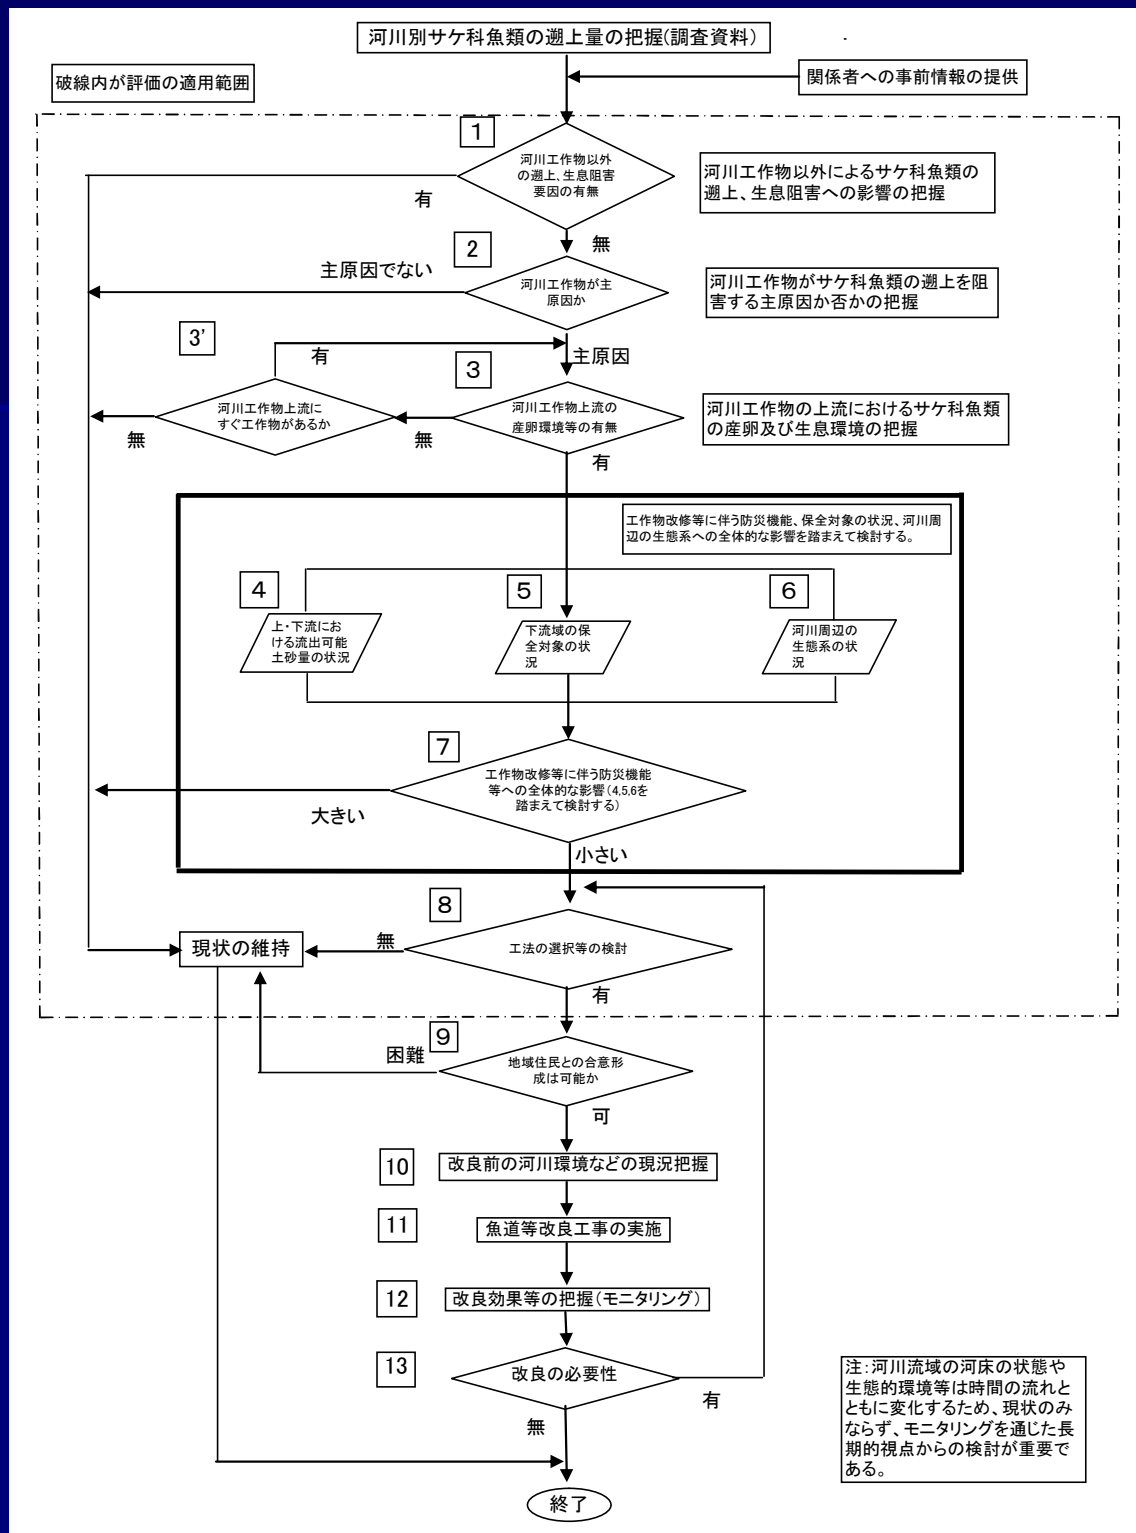 河川別サケ科魚類の遡上量の把握(調査資料)
破線内が評価の適用範囲
関係者への事前情報の提供
1
河川工作物以外
の遡上、生息阻害
要因の有無
有
無
河川工作物以外によるサケ科魚類の
遡上、生息阻害への影響の把握
2
主原因でない
河川工作物が主
原因か
主原因
河川工作物がサケ科魚類の遡上を阻
害する主原因か否かの把握
3'
有
河川工作物上流に
すぐ工作物があるか
無
3
河川工作物上流の
産卵環境等の有無
無
有
河川工作物の上流におけるサケ科魚類
の産卵及び生息環境の把握
工作物改修等に伴う防災機能、保全対象の状況、河川周
辺の生態系への全体的な影響を踏まえて検討する。
4
上・下流にお
ける流出可能
土砂量の状況
5
下流域の保
全対象の状
況
6
河川周辺の
生態系の状
況
7
工作物改修等に伴う防災機能
等への全体的な影響(4,5,6を
踏まえて検討する)
大きい
小さい
8
工法の選択等の検討
無
現状の維持
有
9
困難
地域住民との合意形
成は可能か
可
10
改良前の河川環境などの現況把握
11
魚道等改良工事の実施
12
改良効果等の把握(モニタリング)
13
改良の必要性
有
無
注:河川流域の河床の状態や
生態的環境等は時間の流れと
ともに変化するため、現状のみ
ならず、モニタリングを通じた長
期的視点からの検討が重要で
ある。
終了